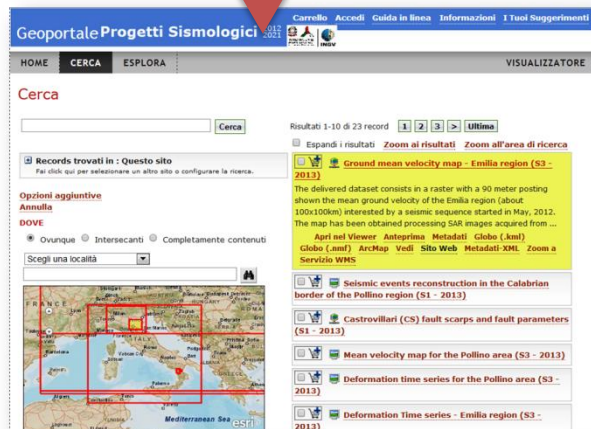 Carrello Accedi Guida in linea Informazioni I Tuoi Suggerimenti
Geoportale Progetti Sismologici 2012 2021
INGV
HOME CERCA ESPLORA VISUALIZZATORE
Cerca
Cerca
Records trovati in : Questo sito
Fai click qui per selezionare un altro sito o configurare la ricerca.
Opzioni aggiuntive
Annulla
DOVE
Ovunque Intersecanti Completamente contenuti
Scegli una località
FRANCE
ITALY
Mediterranean Sea
esri
Risultati 1-10 di 23 record 1 2 3 > Ultima
Espandi i risultati Zoom ai risultati Zoom all'area di ricerca
Ground mean velocity map - Emilia region (S3 -
2013)
The delivered dataset consists in a raster with a 90 meter posting
shown the mean ground velocity of the Emilia region (about
100x100km) interested by a seismic sequence started in May, 2012.
The map has been obtained processing SAR images acquired from ...
Apri nel Viewer Anteprima Metadati Globo (.kml)
Globo (.nmf) ArcMap Vedi Sito Web Metadati-XML Zoom a
Servizio WMS
Seismic events reconstruction in the Calabrian
border of the Pollino region (S1 - 2013)
Castrovillari (CS) fault scarps and fault parameters
(S1 - 2013)
Mean velocity map for the Pollino area (S3 - 2013)
Deformation time series for the Pollino area (S3 -
2013)
Deformation Time series - Emilia region (S3 -
2013)